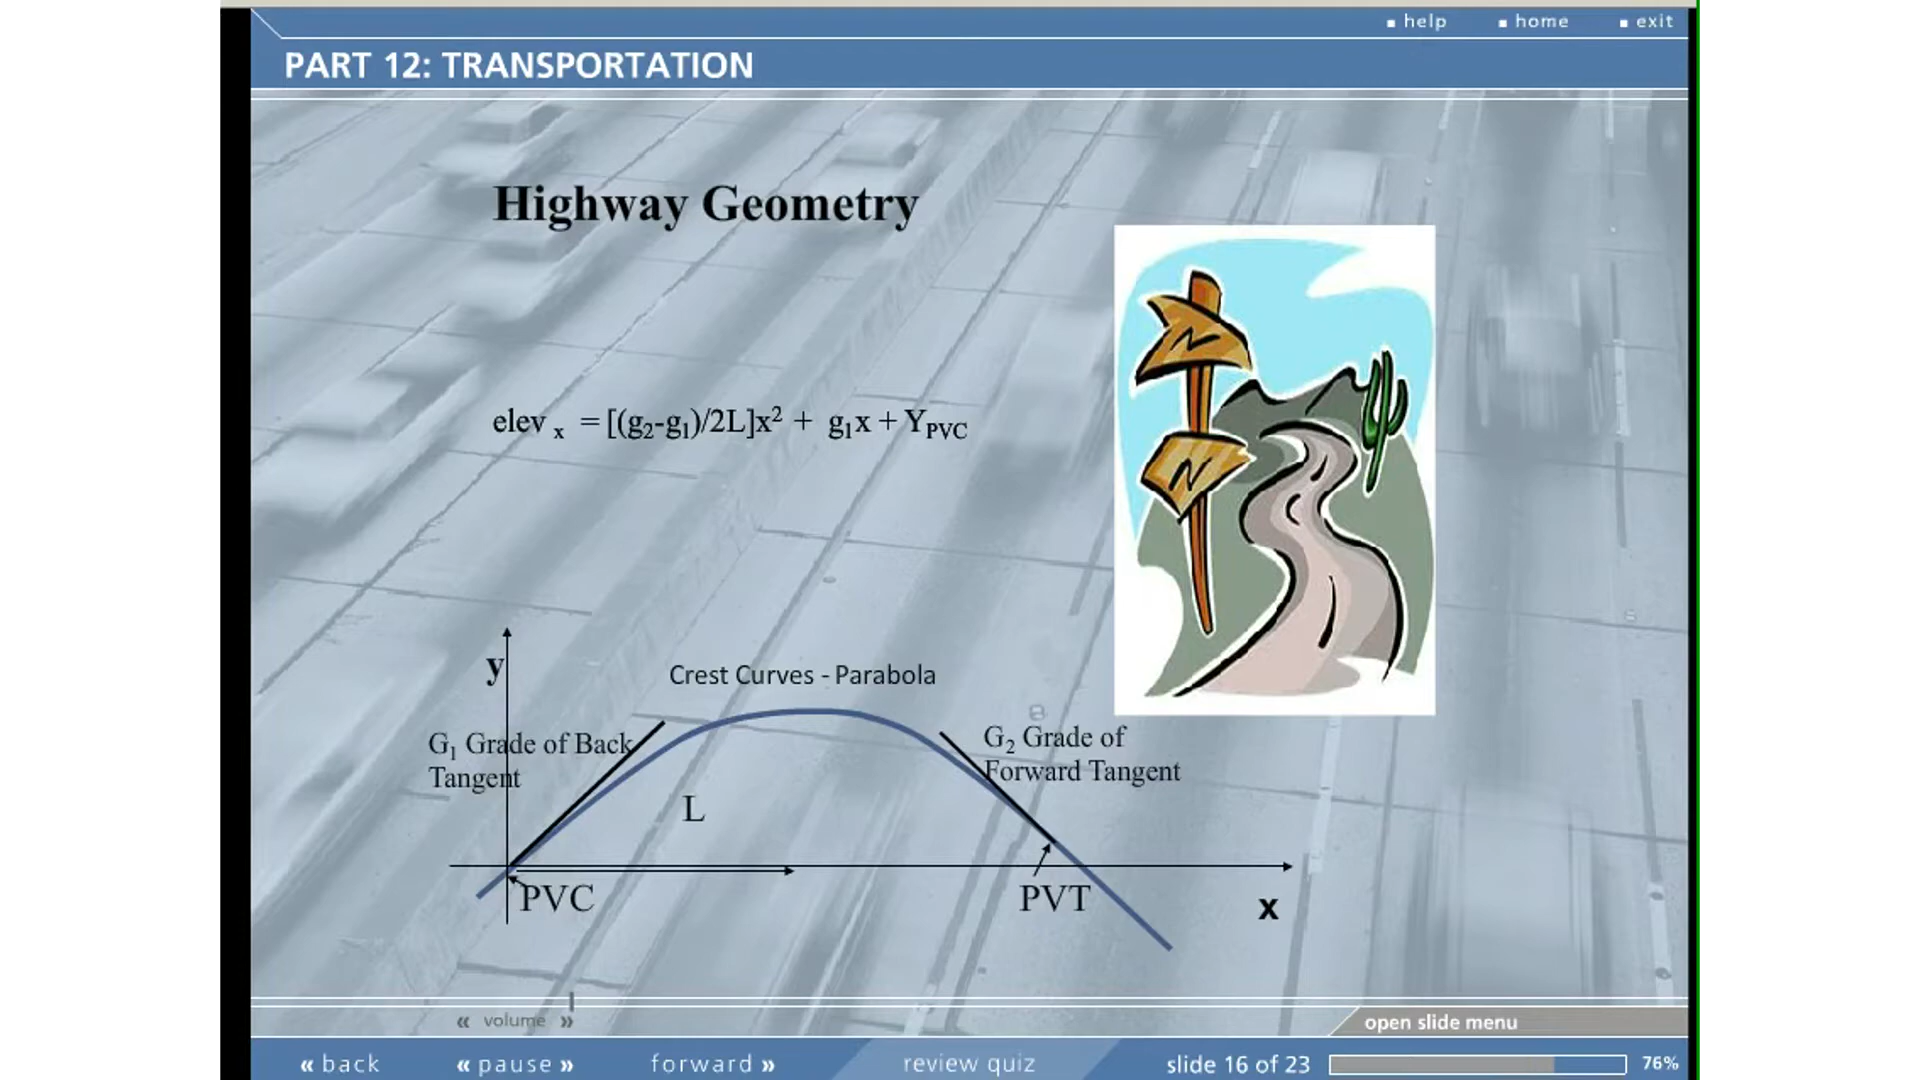 ▪ help ▪ home ▪ exit
PART 12: TRANSPORTATION
Highway Geometry
elev x = [(g₂-g₁)/2L]x² + g₁x + Y_PVC
y
Crest Curves - Parabola
G₁ Grade of Back
Tangent
G₂ Grade of
Forward Tangent
L
PVC
PVT
x
« volume »
open slide menu
« back « pause » forward » review quiz slide 16 of 23 76%